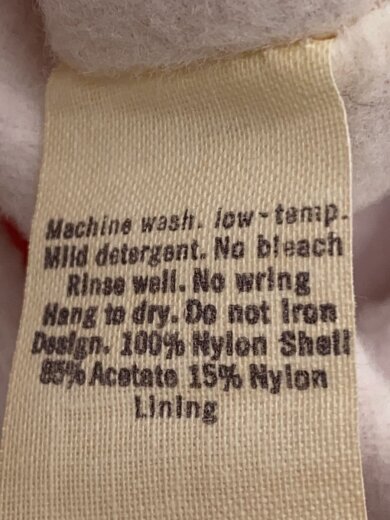 Machine wash. low-temp.
Mild detergent. No bleach
Rinse well. No wring
Hang to dry. Do not Iron
Design. 100% Nylon Shell
85% Acetate 15% Nylon
Lining